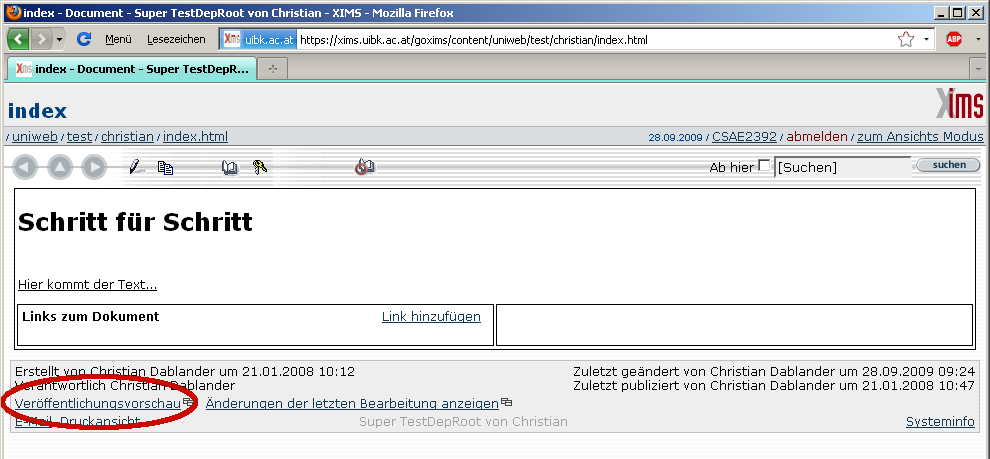 index - Document - Super TestDepRoot von Christian - XIMS - Mozilla Firefox
Menü Lesezeichen Xims uibk.ac.at https://xims.uibk.ac.at/goxims/content/uniweb/test/christian/index.html ABP
Xims index - Document - Super TestDepR...
index Xims
/ uniweb / test / christian / index.html 28.09.2009 / CSAE2392 / abmelden / zum Ansichts Modus
Ab hier [Suchen] suchen
Schritt für Schritt
Hier kommt der Text...
Links zum Dokument Link hinzufügen
Erstellt von Christian Dablander um 21.01.2008 10:12 Zuletzt geändert von Christian Dablander um 28.09.2009 09:24
Verantwortlich Christian Dablander Zuletzt publiziert von Christian Dablander um 21.01.2008 10:47
Veröffentlichungsvorschau Änderungen der letzten Bearbeitung anzeigen
E-Mail Druckansicht Super TestDepRoot von Christian Systeminfo